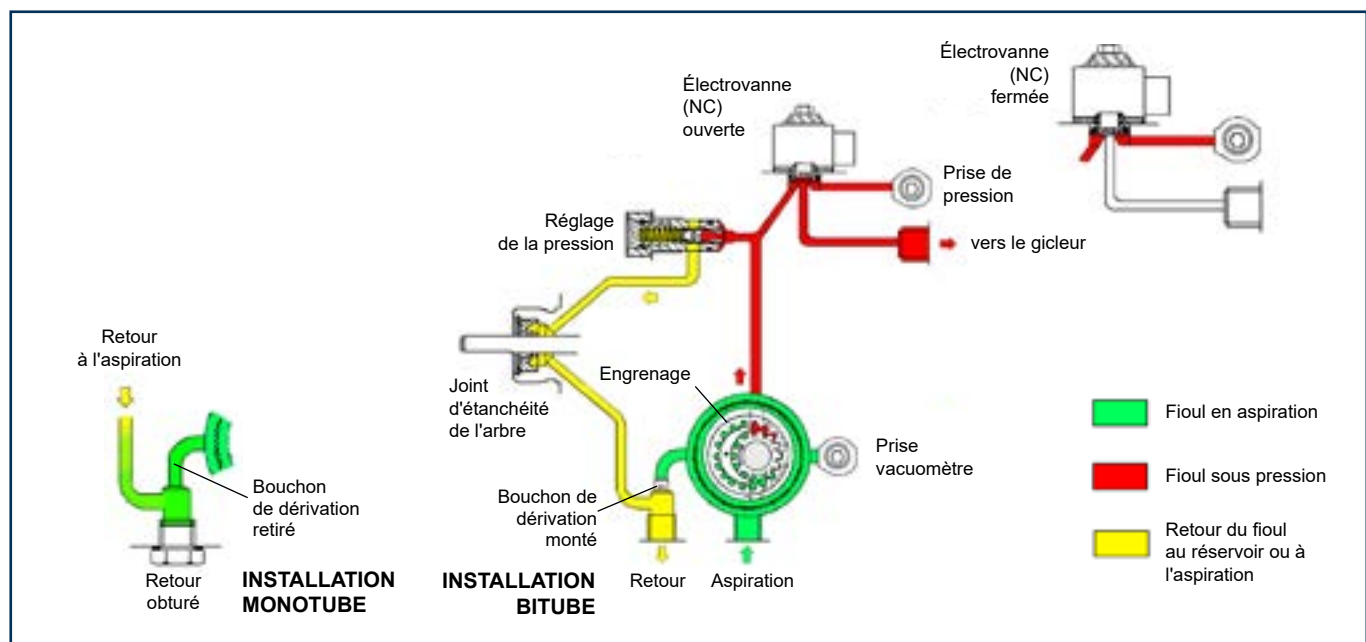 Électrovanne
(NC)
ouverte
Électrovanne
(NC)
fermée
Prise de
pression
Réglage
de la pression
vers le gicleur
Retour
à l'aspiration
Joint
d'étanchéité
de l'arbre
Engrenage
Prise
vacuomètre
Bouchon
de dérivation
retiré
Bouchon de
dérivation
monté
Retour
obturé
INSTALLATION
MONOTUBE
INSTALLATION
BITUBE
Retour
Aspiration
Fioul en aspiration
Fioul sous pression
Retour du fioul
au réservoir ou à
l'aspiration